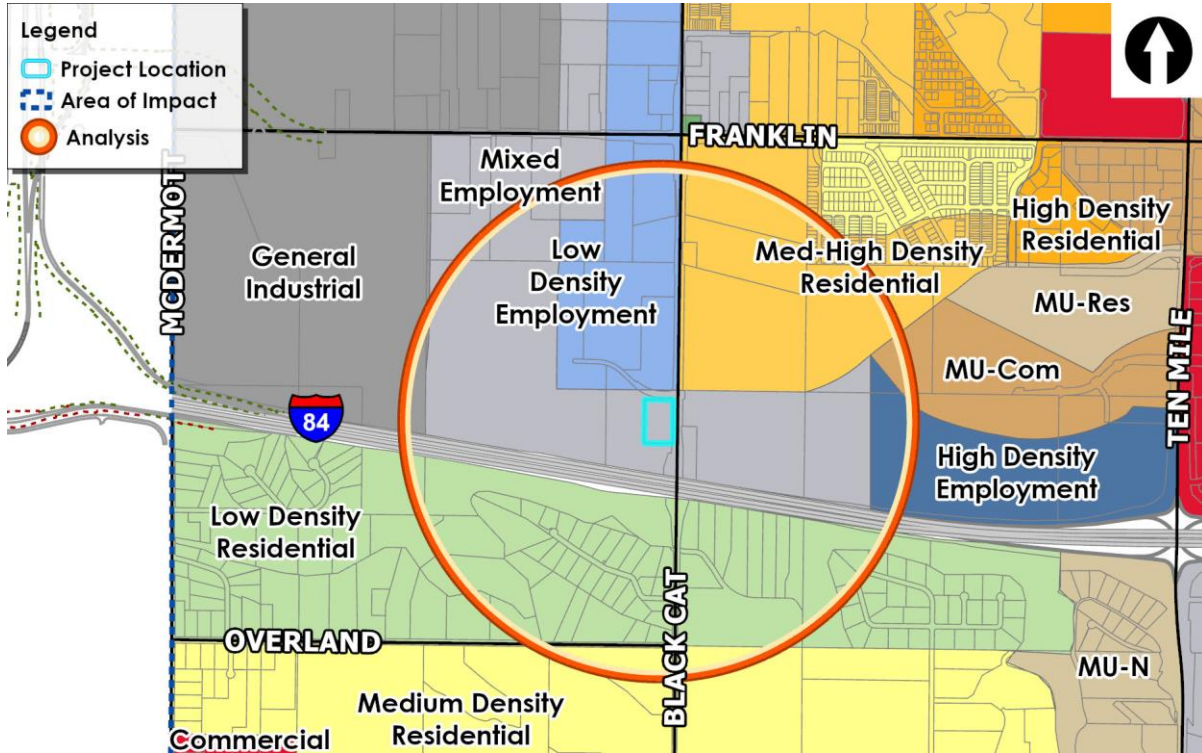 Legend
Project Location
Area of Impact
Analysis
FRANKLIN
Mixed
Employment
MCDERMOTT
General
Industrial
Low
Density
Employment
Med-High Density
Residential
High Density
Residential
MU-Res
MU-Com
TEN MILE
84
High Density
Employment
Low Density
Residential
BLACK CAT
OVERLAND
MU-N
Medium Density
Residential
Commercial